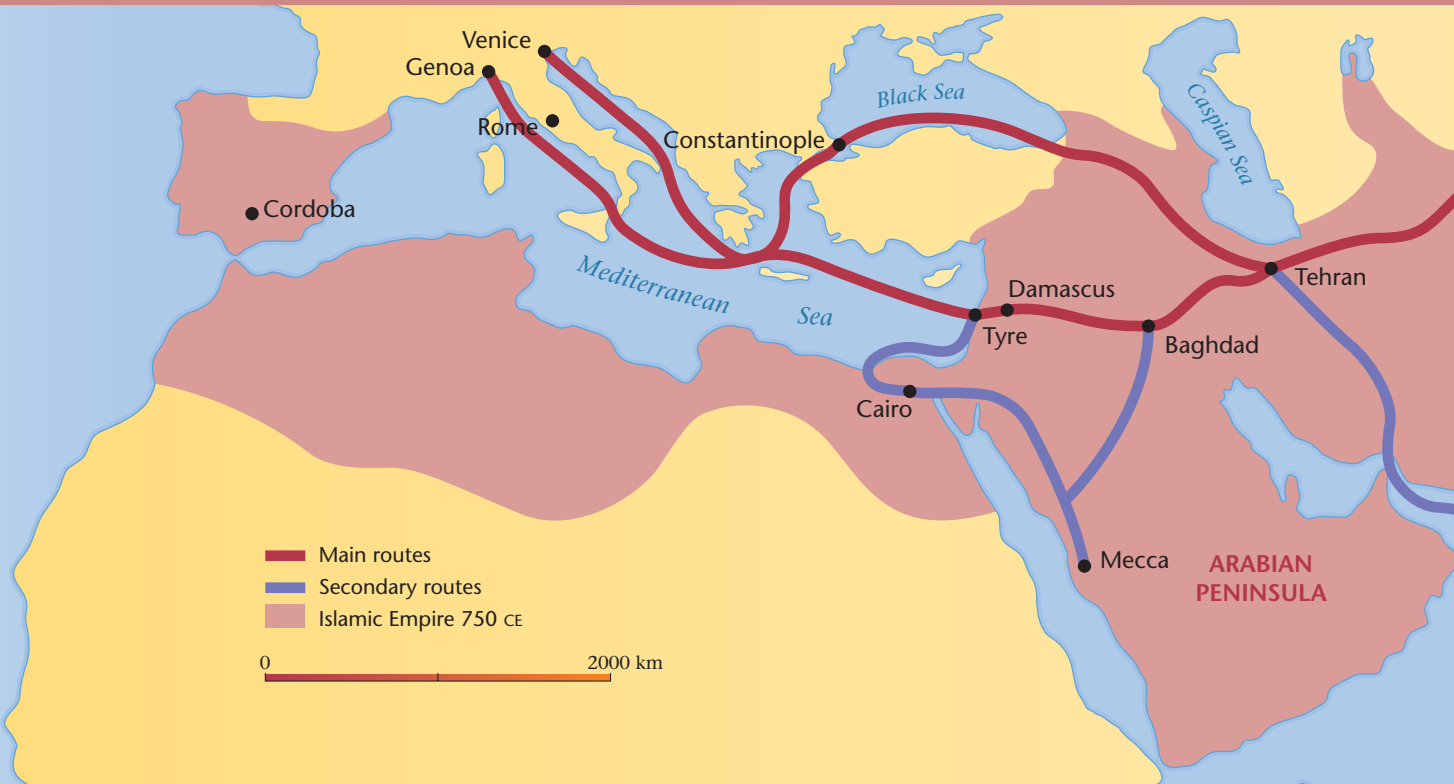 Venice
Genoa
Rome
Constantinople
Black Sea
Caspian Sea
Cordoba
Mediterranean
Sea
Damascus
Tyre
Tehran
Baghdad
Cairo
Mecca
ARABIAN
PENINSULA
Main routes
Secondary routes
Islamic Empire 750 CE
0 2000 km